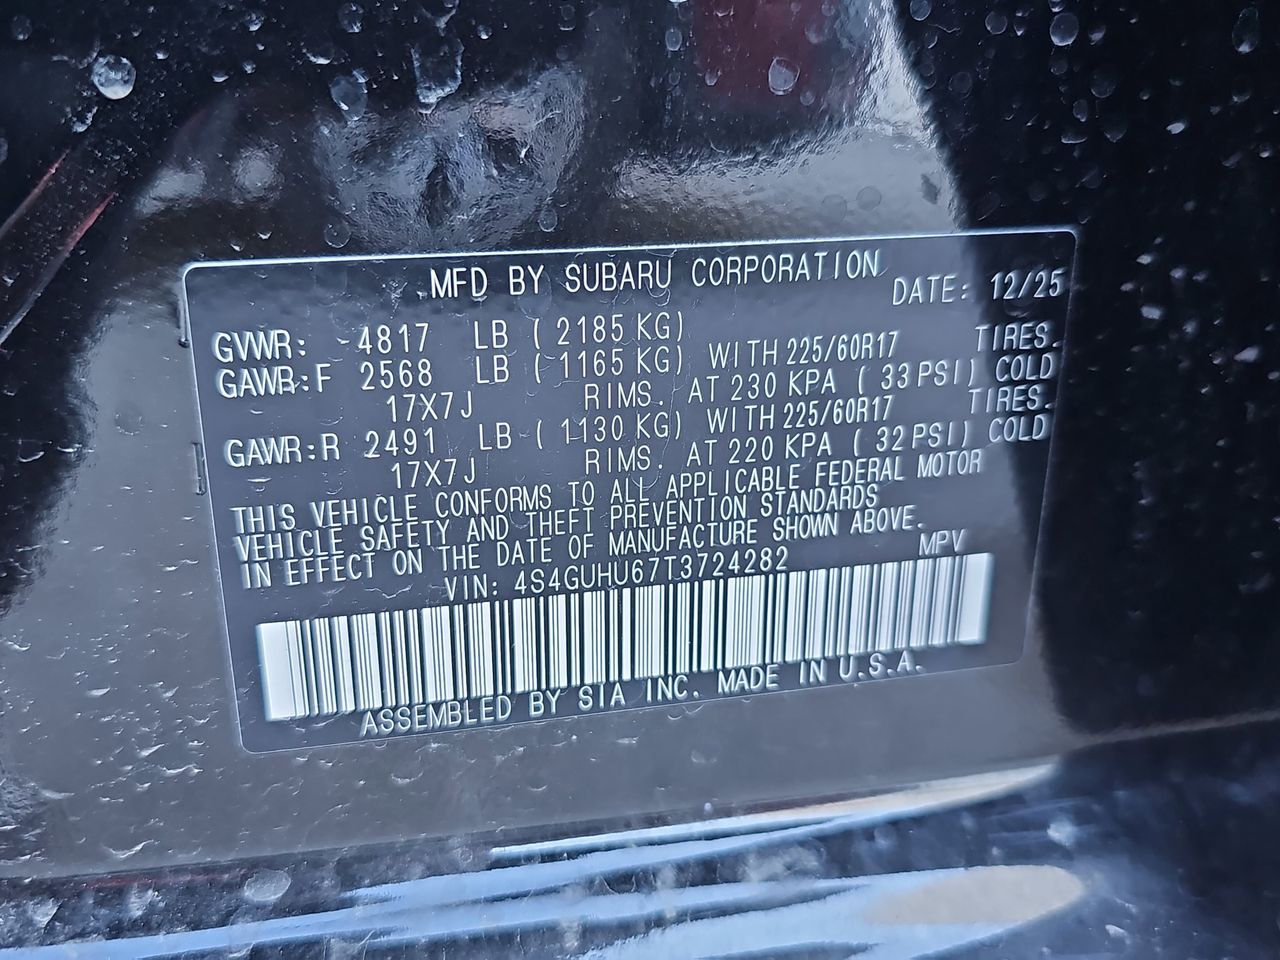 MFD BY SUBARU CORPORATION DATE: 12/25
GVWR: 4817 LB ( 2185 KG)
GAWR:F 2568 LB ( 1165 KG) WITH 225/60R17 TIRES.
17X7J RIMS. AT 230 KPA ( 33 PSI) COLD
GAWR:R 2491 LB ( 1130 KG) WITH 225/60R17 TIRES.
17X7J RIMS. AT 220 KPA ( 32 PSI) COLD
THIS VEHICLE CONFORMS TO ALL APPLICABLE FEDERAL MOTOR
VEHICLE SAFETY AND THEFT PREVENTION STANDARDS
IN EFFECT ON THE DATE OF MANUFACTURE SHOWN ABOVE.
VIN: 4S4GUHU67T3724282 MPV
ASSEMBLED BY SIA INC. MADE IN U.S.A.